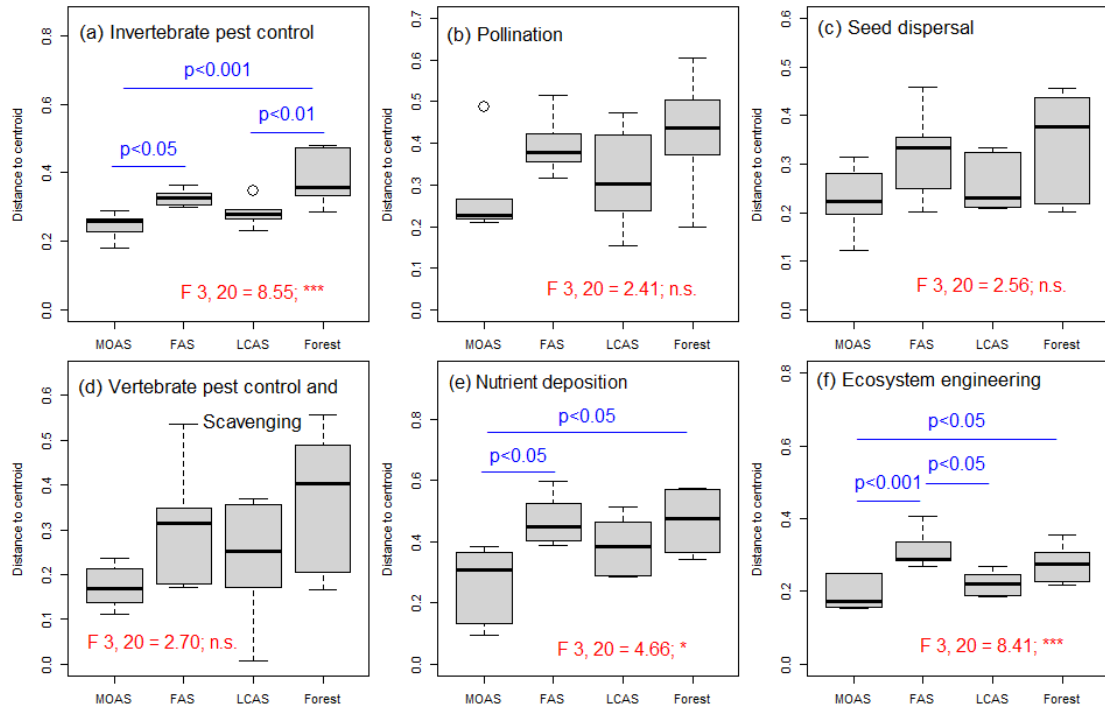 (a) Invertebrate pest control
p<0.001
p<0.01
p<0.05
F 3, 20 = 8.55; ***
Distance to centroid
0.0 0.2 0.4 0.6 0.8
MOAS FAS LCAS Forest
(b) Pollination
F 3, 20 = 2.41; n.s.
Distance to centroid
0.0 0.1 0.2 0.3 0.4 0.5 0.6 0.7
MOAS FAS LCAS Forest
(c) Seed dispersal
F 3, 20 = 2.56; n.s.
Distance to centroid
0.0 0.1 0.2 0.3 0.4 0.5 0.6
MOAS FAS LCAS Forest
(d) Vertebrate pest control and
Scavenging
F 3, 20 = 2.70; n.s.
Distance to centroid
0.0 0.1 0.2 0.3 0.4 0.5 0.6
MOAS FAS LCAS Forest
(e) Nutrient deposition
p<0.05
p<0.05
F 3, 20 = 4.66; *
Distance to centroid
0.0 0.2 0.4 0.6 0.8
MOAS FAS LCAS Forest
(f) Ecosystem engineering
p<0.05
p<0.05
p<0.001
F 3, 20 = 8.41; ***
Distance to centroid
0.0 0.2 0.4 0.6 0.8
MOAS FAS LCAS Forest